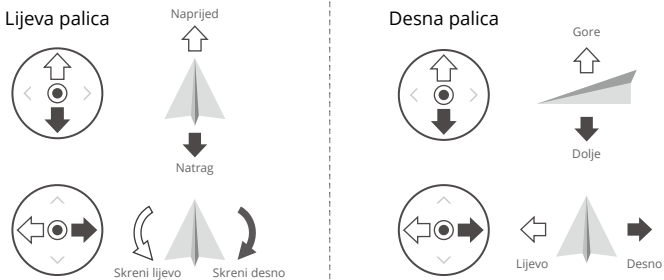 Lijeva palica
Naprijed
Natrag
Skreni lijevo
Skreni desno
Desna palica
Gore
Dolje
Lijevo
Desno